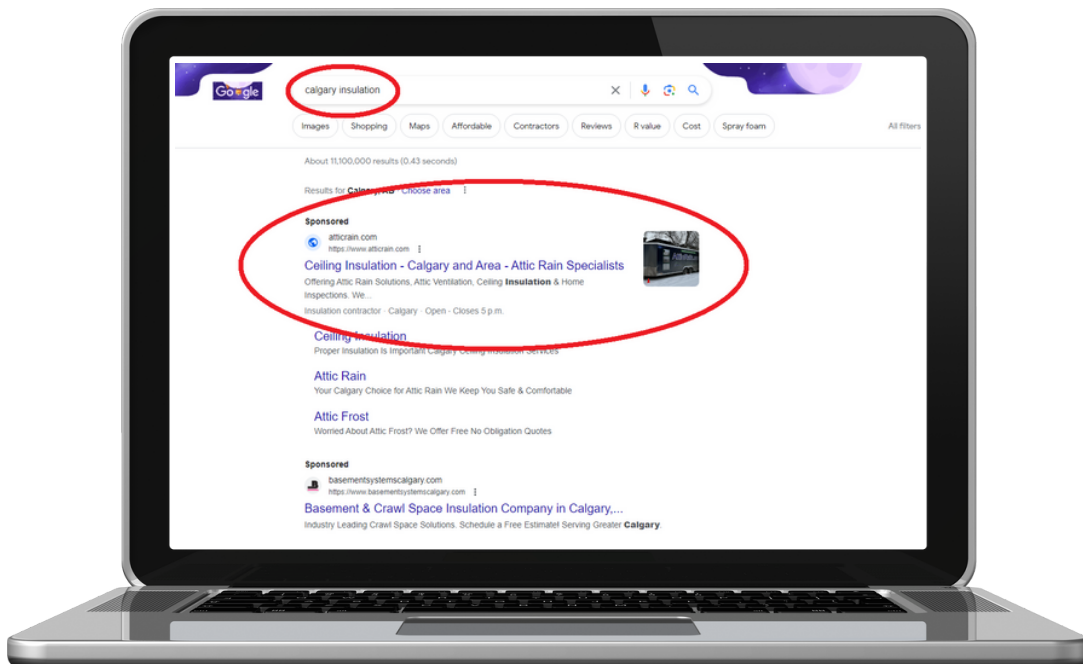 Google
calgary insulation
Images Shopping Maps Affordable Contractors Reviews R value Cost Spray foam All filters
About 11,100,000 results (0.43 seconds)
Results for Calgary, AB · Choose area
Sponsored
atticrain.com
https://www.atticrain.com
Ceiling Insulation - Calgary and Area - Attic Rain Specialists
Offering Attic Rain Solutions, Attic Ventilation, Ceiling Insulation & Home
Inspections. We...
Insulation contractor · Calgary · Open · Closes 5 p.m.
Ceiling Insulation
Proper Insulation Is Important Calgary Ceiling Insulation Services
Attic Rain
Your Calgary Choice for Attic Rain We Keep You Safe & Comfortable
Attic Frost
Worried About Attic Frost? We Offer Free No Obligation Quotes
Sponsored
basementsystemscalgary.com
https://www.basementsystemscalgary.com
Basement & Crawl Space Insulation Company in Calgary,...
Industry Leading Crawl Space Solutions. Schedule a Free Estimate! Serving Greater Calgary.